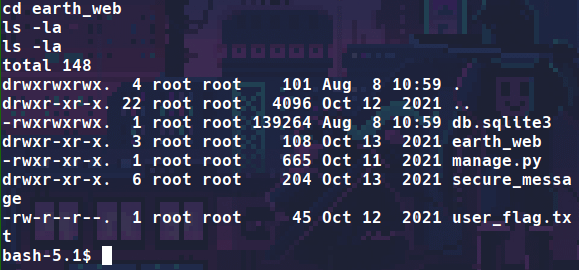 cd earth_web
ls -la
ls -la
total 148
drwxrwxrwx.  4 root root    101 Aug  8 10:59 .
drwxr-xr-x. 22 root root   4096 Oct 12  2021 ..
-rwxrwxrwx.  1 root root 139264 Aug  8 10:59 db.sqlite3
drwxr-xr-x.  3 root root    108 Oct 13  2021 earth_web
-rwxr-xr-x.  1 root root    665 Oct 11  2021 manage.py
drwxr-xr-x.  6 root root    204 Oct 13  2021 secure_messa
ge
-rw-r--r--.  1 root root     45 Oct 12  2021 user_flag.tx
t
bash-5.1$